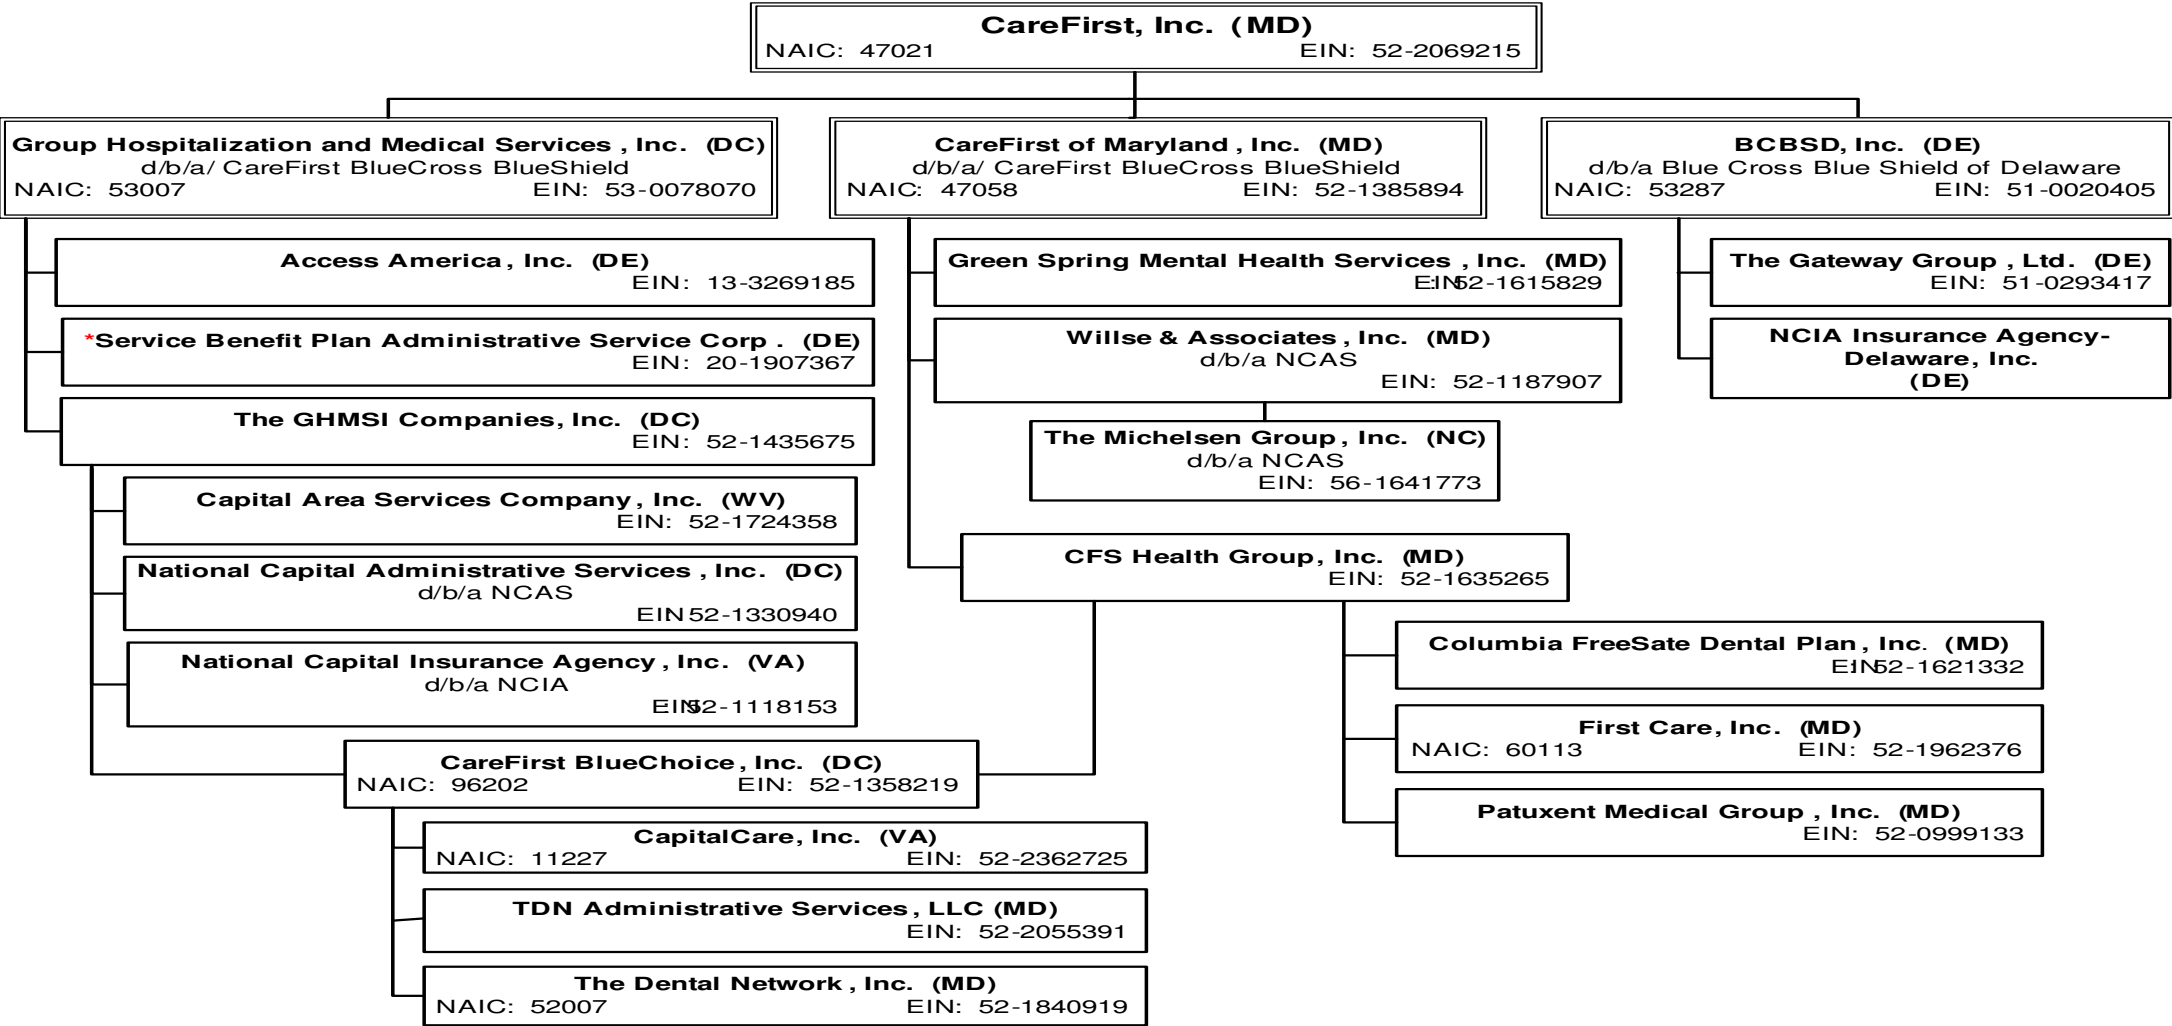 CareFirst, Inc. (MD)
NAIC: 47021 EIN: 52-2069215
Group Hospitalization and Medical Services , Inc. (DC)
d/b/a/ CareFirst BlueCross BlueShield
NAIC: 53007 EIN: 53-0078070
CareFirst of Maryland , Inc. (MD)
d/b/a/ CareFirst BlueCross BlueShield
NAIC: 47058 EIN: 52-1385894
BCBSD, Inc. (DE)
d/b/a Blue Cross Blue Shield of Delaware
NAIC: 53287 EIN: 51-0020405
Access America , Inc. (DE)
EIN: 13-3269185
*Service Benefit Plan Administrative Service Corp . (DE)
EIN: 20-1907367
The GHMSI Companies, Inc. (DC)
EIN: 52-1435675
Capital Area Services Company , Inc. (WV)
EIN: 52-1724358
National Capital Administrative Services , Inc. (DC)
d/b/a NCAS
EIN: 52-1330940
National Capital Insurance Agency , Inc. (VA)
d/b/a NCIA
EIN: 52-1118153
CareFirst BlueChoice , Inc. (DC)
NAIC: 96202 EIN: 52-1358219
CapitalCare, Inc. (VA)
NAIC: 11227 EIN: 52-2362725
TDN Administrative Services , LLC (MD)
EIN: 52-2055391
The Dental Network , Inc. (MD)
NAIC: 52007 EIN: 52-1840919
Green Spring Mental Health Services , Inc. (MD)
EIN: 52-1615829
Willse & Associates , Inc. (MD)
d/b/a NCAS
EIN: 52-1187907
The Michelsen Group , Inc. (NC)
d/b/a NCAS
EIN: 56-1641773
CFS Health Group, Inc. (MD)
EIN: 52-1635265
Columbia FreeSate Dental Plan , Inc. (MD)
EIN: 52-1621332
First Care, Inc. (MD)
NAIC: 60113 EIN: 52-1962376
Patuxent Medical Group , Inc. (MD)
EIN: 52-0999133
The Gateway Group , Ltd. (DE)
EIN: 51-0293417
NCIA Insurance Agency-
Delaware, Inc.
(DE)